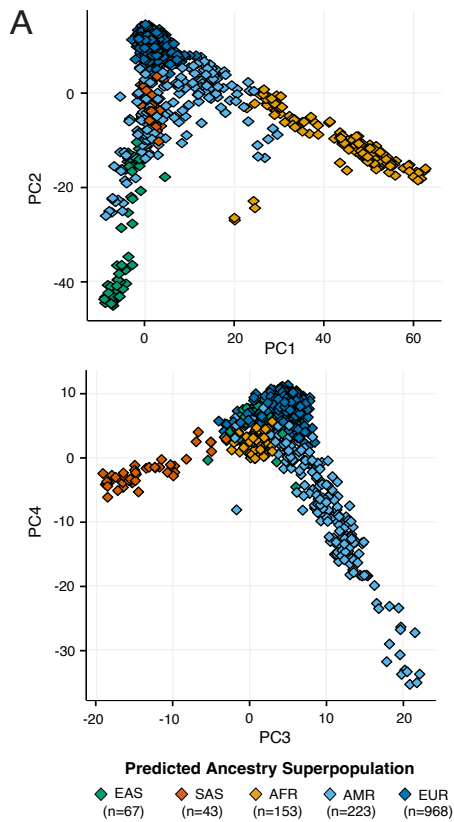 A
0
-20
-40
PC2
0
20
40
60
PC1
10
0
-10
-20
-30
PC4
-20
-10
0
10
20
PC3
Predicted Ancestry Superpopulation
EAS SAS AFR AMR EUR
(n=67) (n=43) (n=153) (n=223) (n=968)